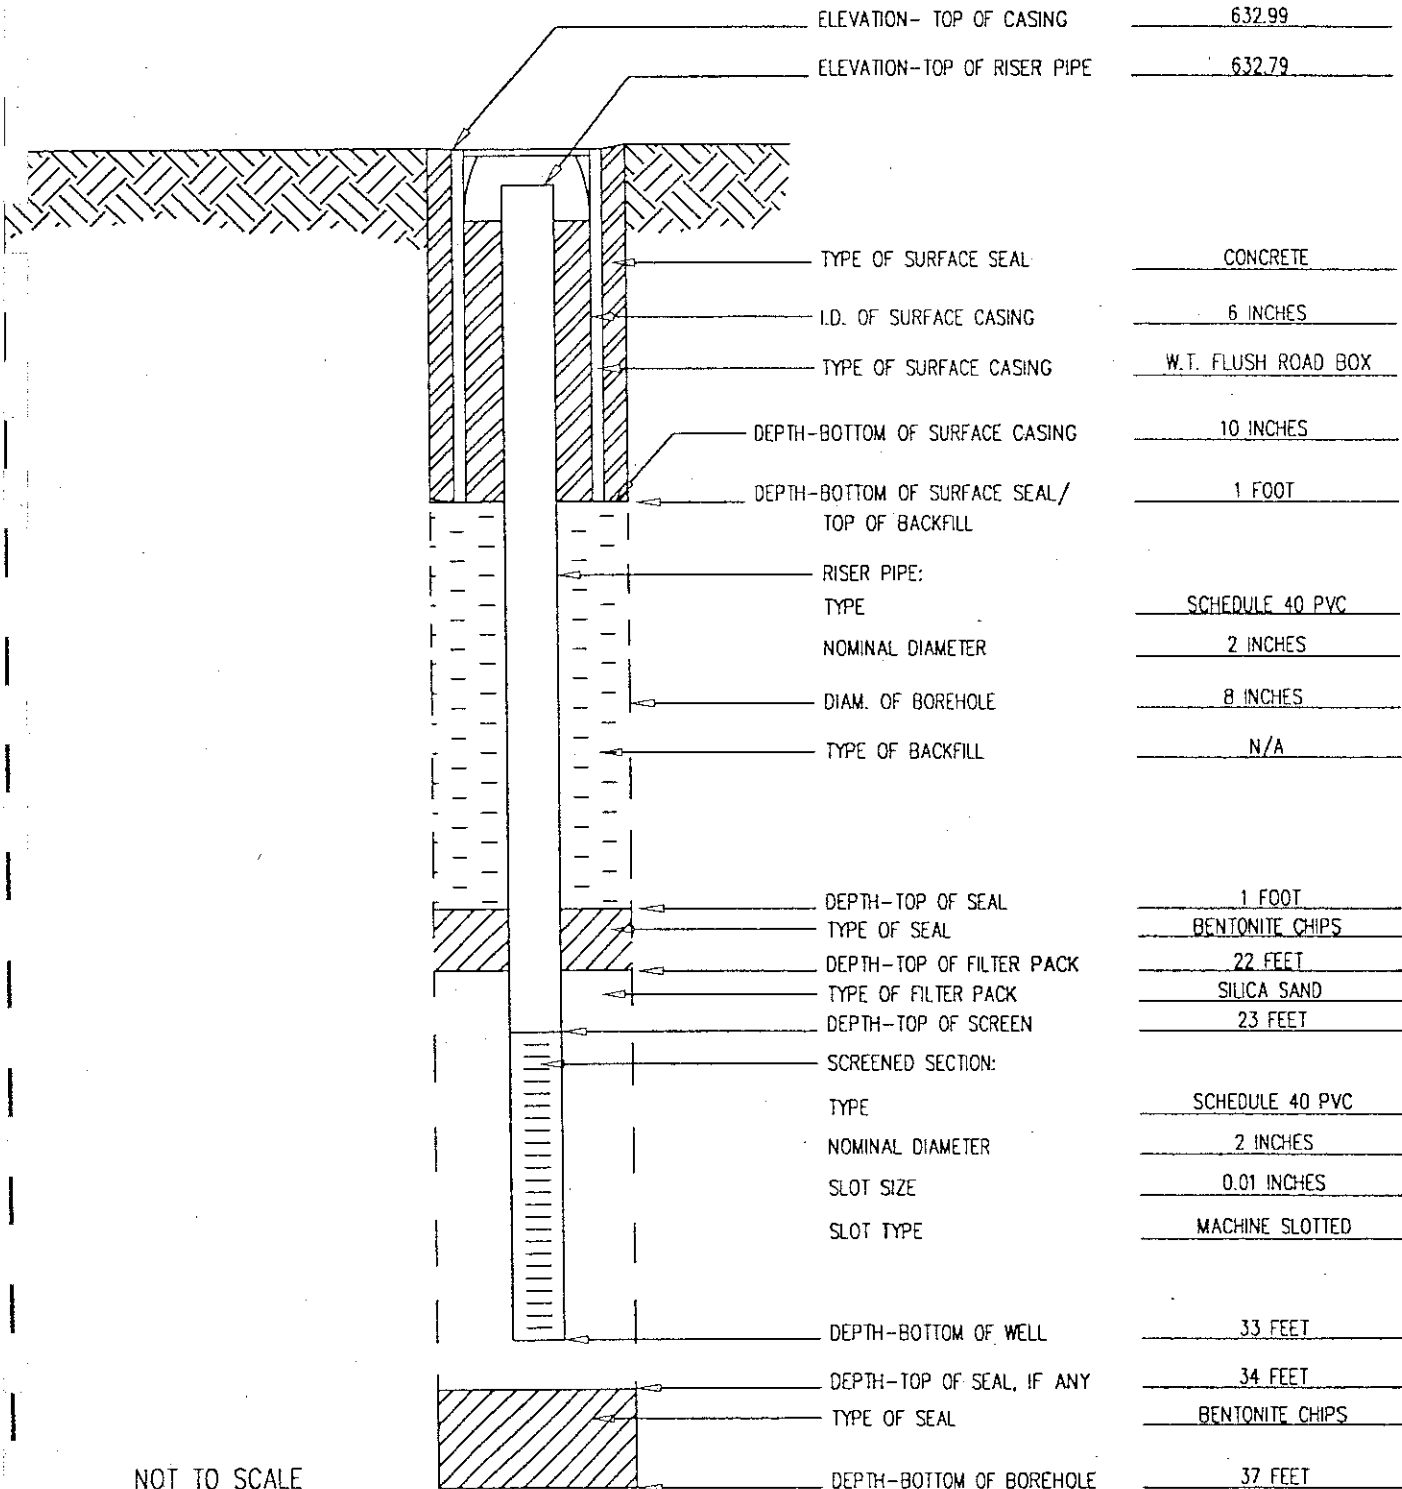 ELEVATION- TOP OF CASING 632.99
ELEVATION-TOP OF RISER PIPE 632.79
TYPE OF SURFACE SEAL CONCRETE
I.D. OF SURFACE CASING 6 INCHES
TYPE OF SURFACE CASING W.T. FLUSH ROAD BOX
DEPTH-BOTTOM OF SURFACE CASING 10 INCHES
DEPTH-BOTTOM OF SURFACE SEAL/ 1 FOOT
TOP OF BACKFILL
RISER PIPE:
TYPE SCHEDULE 40 PVC
NOMINAL DIAMETER 2 INCHES
DIAM. OF BOREHOLE 8 INCHES
TYPE OF BACKFILL N/A
DEPTH-TOP OF SEAL 1 FOOT
TYPE OF SEAL BENTONITE CHIPS
DEPTH-TOP OF FILTER PACK 22 FEET
TYPE OF FILTER PACK SILICA SAND
DEPTH-TOP OF SCREEN 23 FEET
SCREENED SECTION:
TYPE SCHEDULE 40 PVC
NOMINAL DIAMETER 2 INCHES
SLOT SIZE 0.01 INCHES
SLOT TYPE MACHINE SLOTTED
DEPTH-BOTTOM OF WELL 33 FEET
DEPTH-TOP OF SEAL, IF ANY 34 FEET
TYPE OF SEAL BENTONITE CHIPS
NOT TO SCALE
DEPTH-BOTTOM OF BOREHOLE 37 FEET